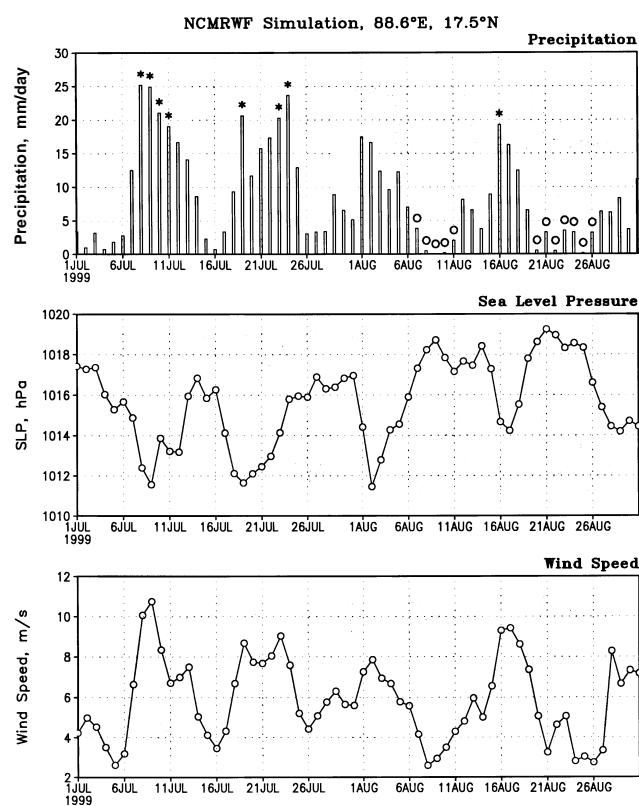 NCMRWF Simulation, 88.6°E, 17.5°N
Precipitation
Precipitation, mm/day
30
25
20
15
10
5
0
1JUL 6JUL 11JUL 16JUL 21JUL 26JUL 1AUG 6AUG 11AUG 16AUG 21AUG 26AUG
1999
Sea Level Pressure
SLP, hPa
1020
1018
1016
1014
1012
1010
1JUL 6JUL 11JUL 16JUL 21JUL 26JUL 1AUG 6AUG 11AUG 16AUG 21AUG 26AUG
1999
Wind Speed
Wind Speed, m/s
12
10
8
6
4
2
1JUL 6JUL 11JUL 16JUL 21JUL 26JUL 1AUG 6AUG 11AUG 16AUG 21AUG 26AUG
1999